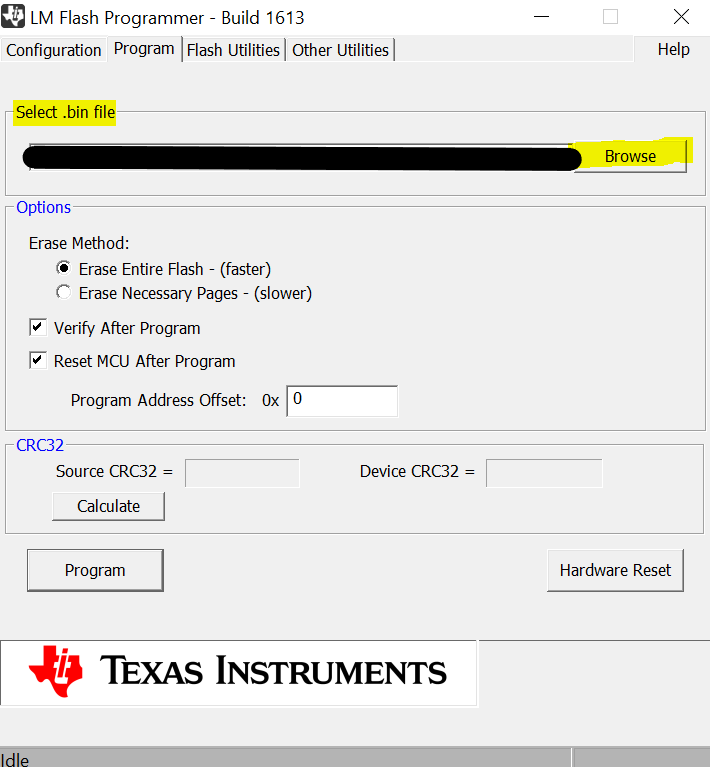 LM Flash Programmer - Build 1613
Configuration Program Flash Utilities Other Utilities Help
Select .bin file
Browse
Options
Erase Method:
Erase Entire Flash - (faster)
Erase Necessary Pages - (slower)
Verify After Program
Reset MCU After Program
Program Address Offset: 0x 0
CRC32
Source CRC32 = Device CRC32 =
Calculate
Program Hardware Reset
TEXAS INSTRUMENTS
Idle